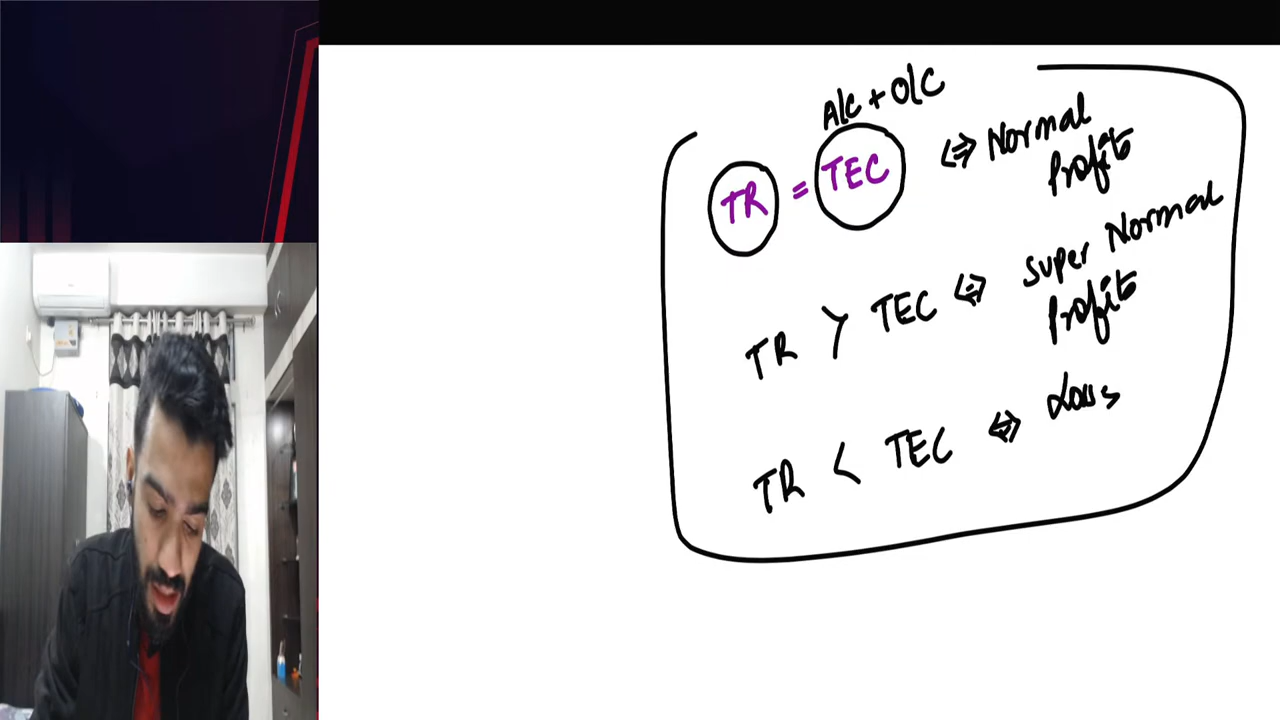 A/C + O/C
TR = TEC ⇔ Normal
Profits
TR > TEC ⇔ Super Normal
Profits
TR < TEC ⇔ Loss